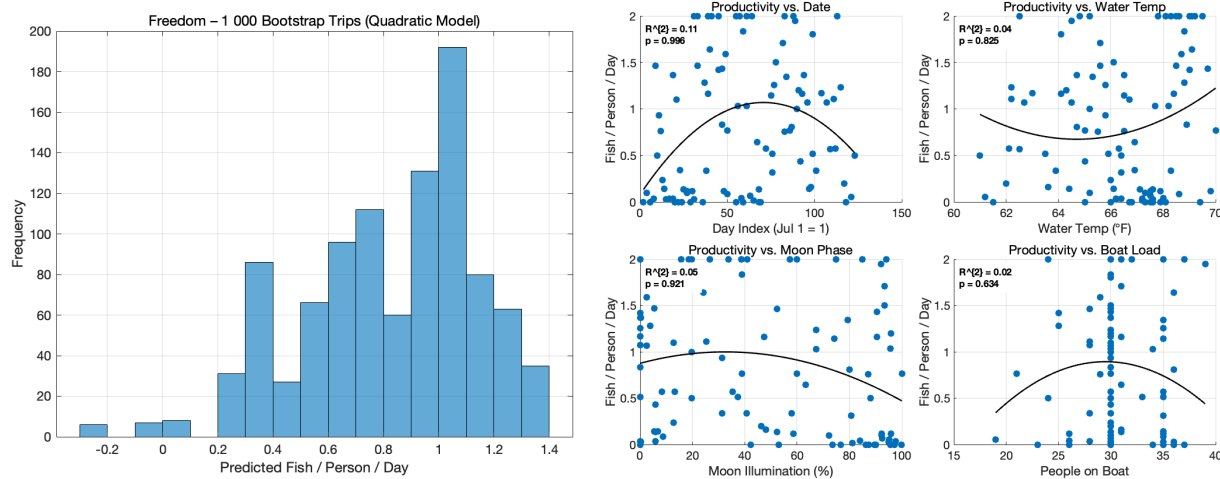 Freedom – 1 000 Bootstrap Trips (Quadratic Model)
200
180
160
140
120
100
80
60
40
20
0
Frequency
-0.2
0
0.2
0.4
0.6
0.8
1
1.2
1.4
Predicted Fish / Person / Day
Productivity vs. Date
R^{2} = 0.11
p = 0.996
2
1.5
1
0.5
0
Fish / Person / Day
0
50
100
150
Day Index (Jul 1 = 1)
Productivity vs. Water Temp
R^{2} = 0.04
p = 0.825
2
1.5
1
0.5
0
Fish / Person / Day
60
62
64
66
68
70
Water Temp (°F)
Productivity vs. Moon Phase
R^{2} = 0.05
p = 0.921
2
1.5
1
0.5
0
Fish / Person / Day
0
20
40
60
80
100
Moon Illumination (%)
Productivity vs. Boat Load
R^{2} = 0.02
p = 0.634
2
1.5
1
0.5
0
Fish / Person / Day
15
20
25
30
35
40
People on Boat